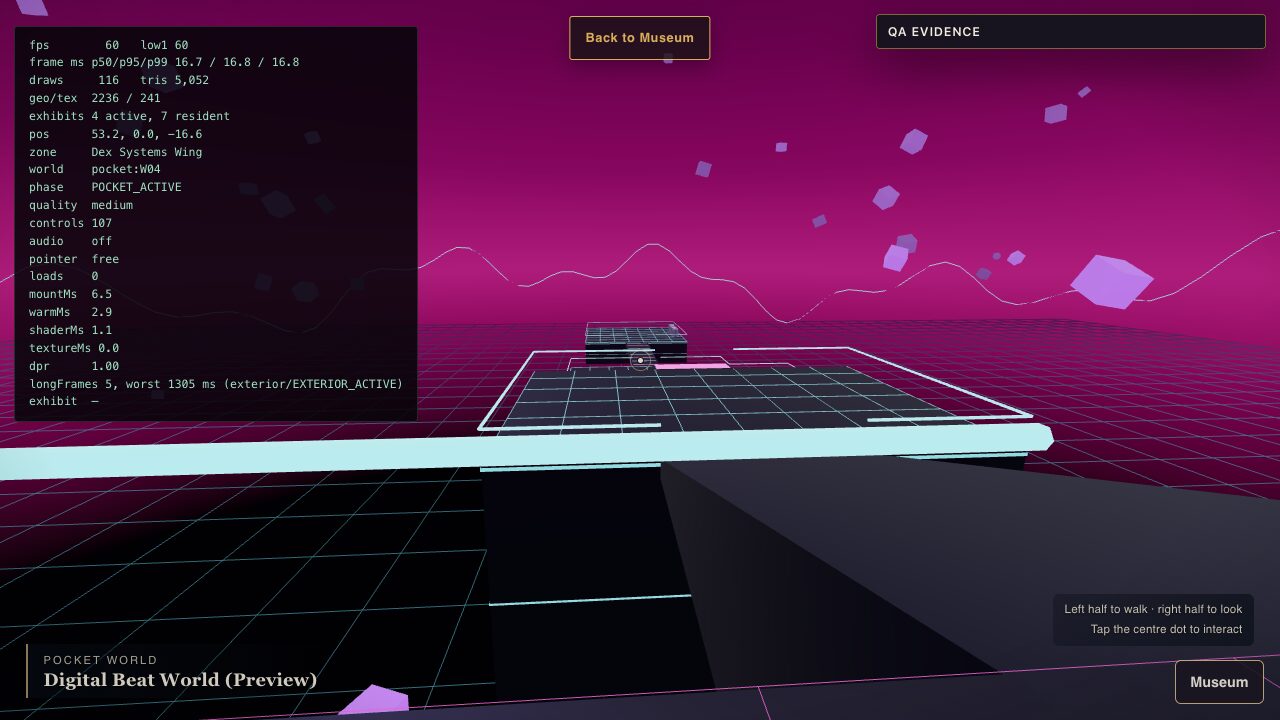 fps 60 low1 60
frame ms p50/p95/p99 16.7 / 16.8 / 16.8
draws 116 tris 5,052
geo/tex 2236 / 241
exhibits 4 active, 7 resident
pos 53.2, 0.0, −16.6
zone Dex Systems Wing
world pocket:W04
phase POCKET_ACTIVE
quality medium
controls 107
audio off
pointer free
loads 0
mountMs 6.5
warmMs 2.9
shaderMs 1.1
textureMs 0.0
dpr 1.00
longFrames 5, worst 1305 ms (exterior/EXTERIOR_ACTIVE)
exhibit —
Back to Museum
QA EVIDENCE
Left half to walk · right half to look
Tap the centre dot to interact
POCKET WORLD
Digital Beat World (Preview)
Museum